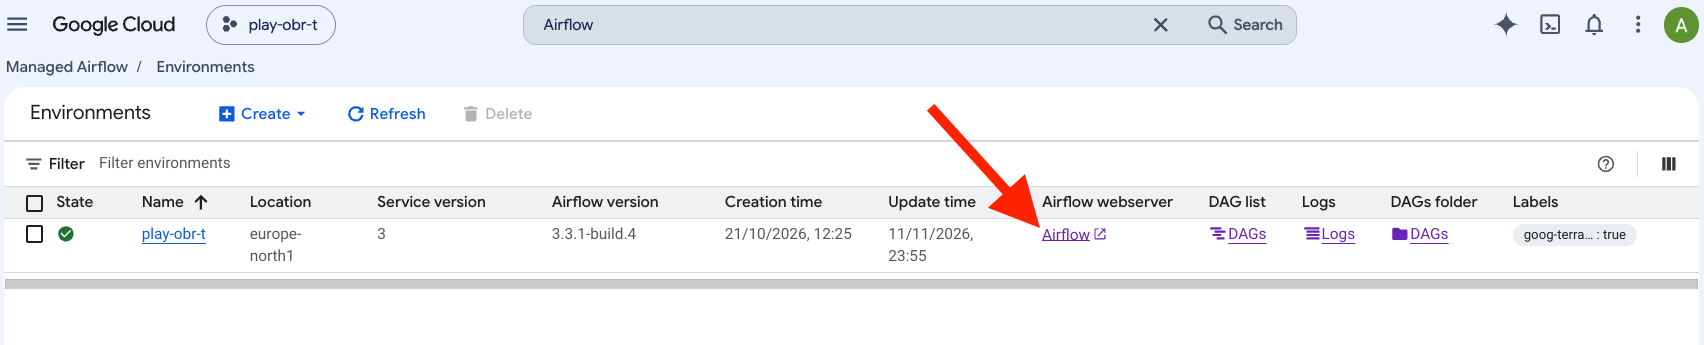 Google Cloud play-obr-t Airflow Search A
Managed Airflow / Environments
Environments Create Refresh Delete
Filter Filter environments
State Name Location Service version Airflow version Creation time Update time Airflow webserver DAG list Logs DAGs folder Labels
play-obr-t europe- 3 3.3.1-build.4 21/10/2026, 12:25 11/11/2026, Airflow DAGs Logs DAGs goog-terra... : true
north1 23:55